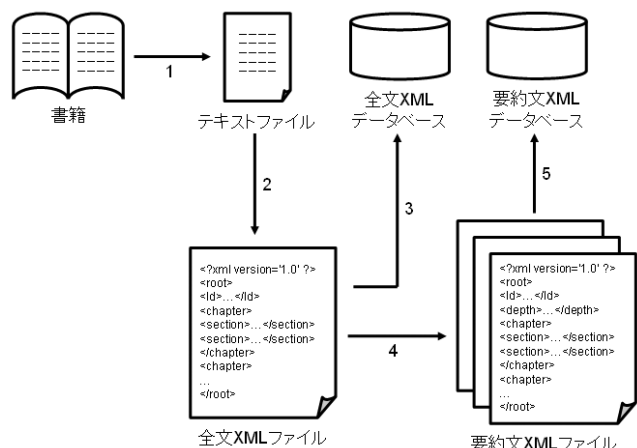 書籍
1
テキストファイル
全文XML
データベース
要約文XML
データベース
2
3
5
<?xml version='1.0' ?>
<root>
<Id>...</Id>
<chapter>
<section>...</section>
<section>...</section>
</chapter>
<chapter>
...
</root>
全文XMLファイル
4
<?xml version='1.0' ?>
<root>
<Id>...</Id>
<depth>...</depth>
<chapter>
<section>...</section>
<section>...</section>
</chapter>
<chapter>
...
</root>
要約文XMLファイル